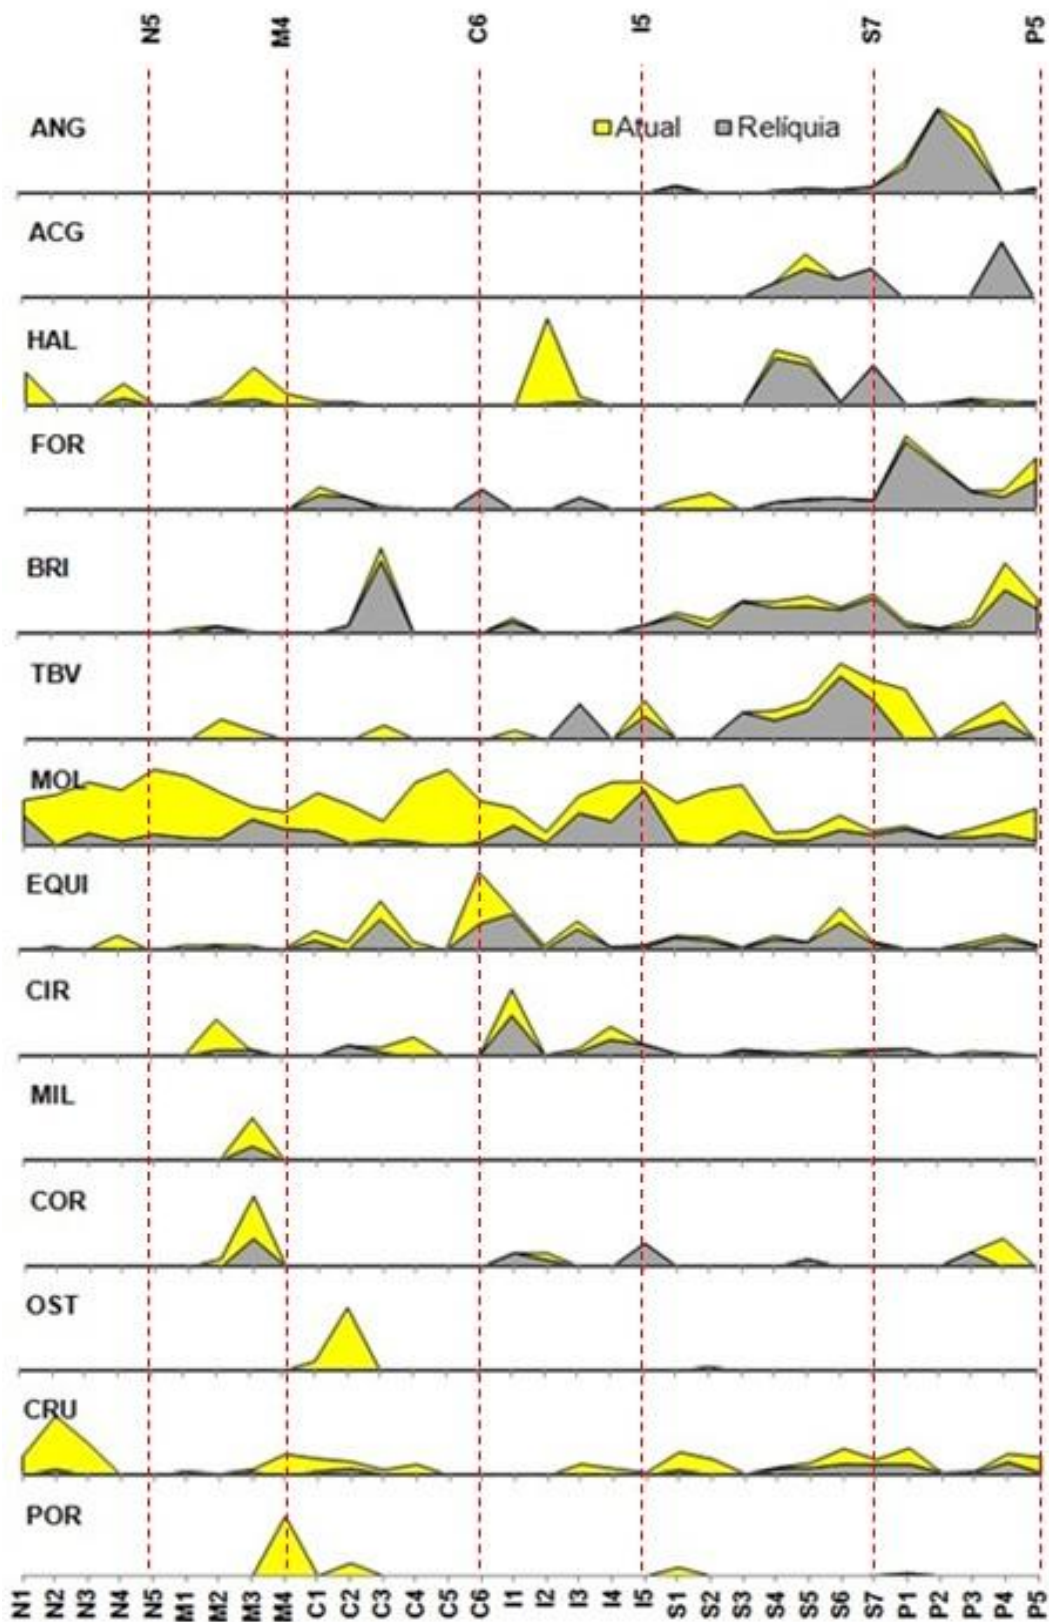 N5 M4 C6 I5 S7 P5
ANG
Atual Relíquia
ACG
HAL
FOR
BRI
TBV
MOL
EQUI
CIR
MIL
COR
OST
CRU
POR
N1 N2 N3 N4 N5 M1 M2 M3 M4 C1 C2 C3 C4 C5 C6 I1 I2 I3 I4 I5 S1 S2 S3 S4 S5 S6 S7 P1 P2 P3 P4 P5